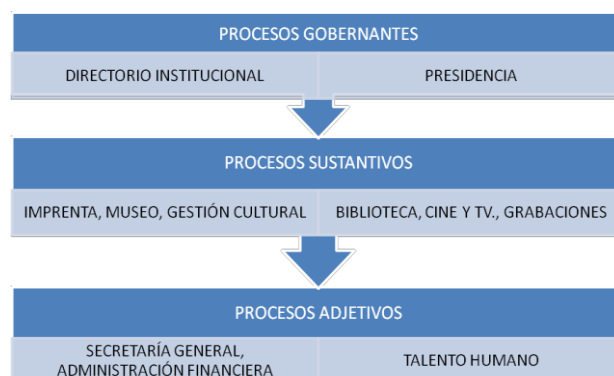 PROCESOS GOBERNANTES
DIRECTORIO INSTITUCIONAL
PRESIDENCIA
PROCESOS SUSTANTIVOS
IMPRENTA, MUSEO, GESTIÓN CULTURAL
BIBLIOTECA, CINE Y TV., GRABACIONES
PROCESOS ADJETIVOS
SECRETARÍA GENERAL,
ADMINISTRACIÓN FINANCIERA
TALENTO HUMANO